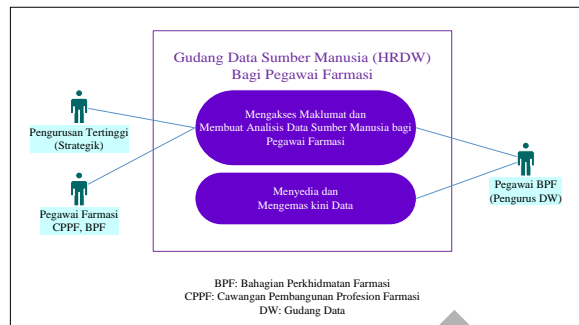 Gudang Data Sumber Manusia (HRDW)
Bagi Pegawai Farmasi
Mengakses Maklumat dan
Membuat Analisis Data Sumber Manusia bagi
Pegawai Farmasi
Pengurusan Tertinggi
(Strategik)
Pegawai Farmasi
CPPF, BPF
Menyedia dan
Mengemas kini Data
Pegawai BPF
(Pengurus DW)
BPF: Bahagian Perkhidmatan Farmasi
CPPF: Cawangan Pembangunan Profesion Farmasi
DW: Gudang Data